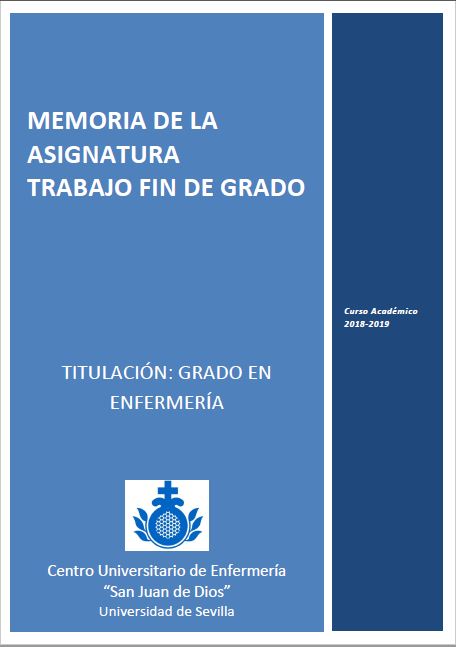 MEMORIA DE LA
ASIGNATURA
TRABAJO FIN DE GRADO
Curso Académico
2018-2019
TITULACIÓN: GRADO EN
ENFERMERÍA
Centro Universitario de Enfermería
“San Juan de Dios”
Universidad de Sevilla